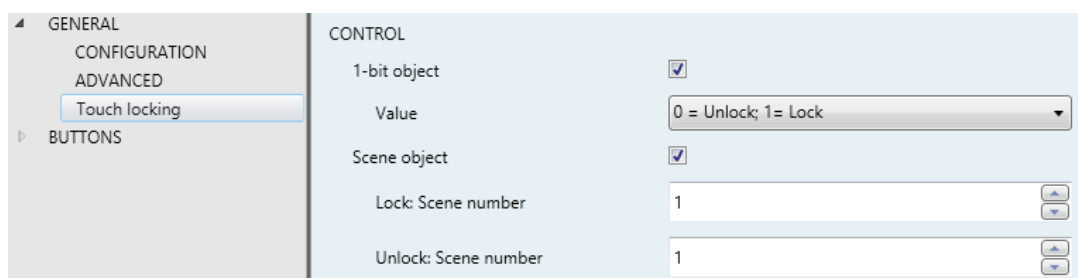 GENERAL
CONFIGURATION
ADVANCED
Touch locking
BUTTONS
CONTROL
1-bit object
Value 0 = Unlock; 1= Lock
Scene object
Lock: Scene number 1
Unlock: Scene number 1